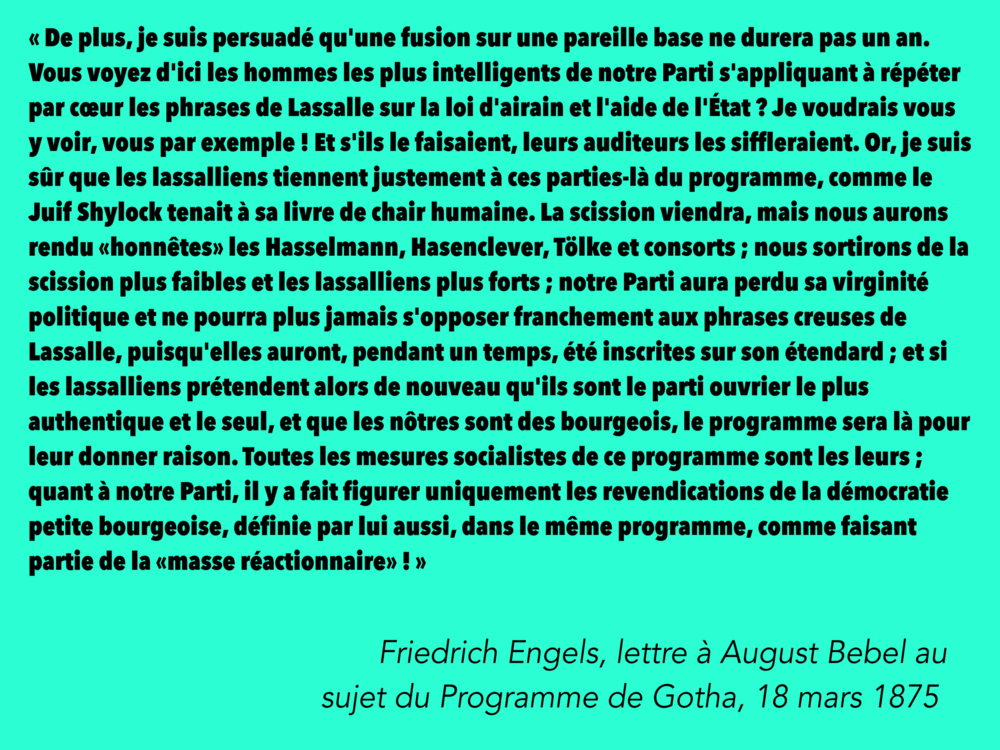 « De plus, je suis persuadé qu'une fusion sur une pareille base ne durera pas un an.
Vous voyez d'ici les hommes les plus intelligents de notre Parti s'appliquant à répéter
par cœur les phrases de Lassalle sur la loi d'airain et l'aide de l'État ? Je voudrais vous
y voir, vous par exemple ! Et s'ils le faisaient, leurs auditeurs les siffleraient. Or, je suis
sûr que les lassalliens tiennent justement à ces parties-là du programme, comme le
Juif Shylock tenait à sa livre de chair humaine. La scission viendra, mais nous aurons
rendu «honnêtes» les Hasselmann, Hasenclever, Tölke et consorts ; nous sortirons de la
scission plus faibles et les lassalliens plus forts ; notre Parti aura perdu sa virginité
politique et ne pourra plus jamais s'opposer franchement aux phrases creuses de
Lassalle, puisqu'elles auront, pendant un temps, été inscrites sur son étendard ; et si
les lassalliens prétendent alors de nouveau qu'ils sont le parti ouvrier le plus
authentique et le seul, et que les nôtres sont des bourgeois, le programme sera là pour
leur donner raison. Toutes les mesures socialistes de ce programme sont les leurs ;
quant à notre Parti, il y a fait figurer uniquement les revendications de la démocratie
petite bourgeoise, définie par lui aussi, dans le même programme, comme faisant
partie de la «masse réactionnaire» ! »
Friedrich Engels, lettre à August Bebel au
sujet du Programme de Gotha, 18 mars 1875